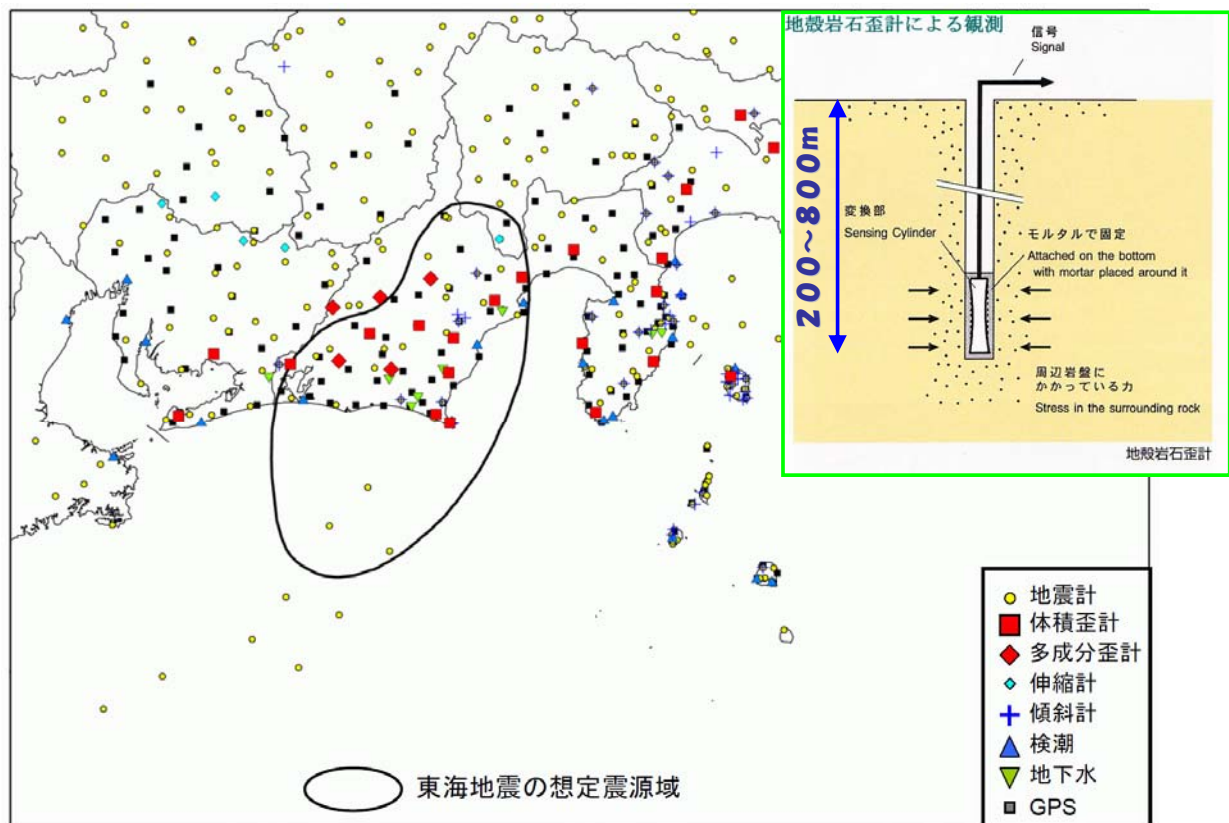 地殻岩石歪計による観測
信号
Signal
200~800m
変換部
Sensing Cylinder
モルタルで固定
Attached on the bottom
with mortar placed around it
周辺岩盤に
かかっている力
Stress in the surrounding rock
地殻岩石歪計
地震計
体積歪計
多成分歪計
伸縮計
傾斜計
検潮
地下水
GPS
東海地震の想定震源域